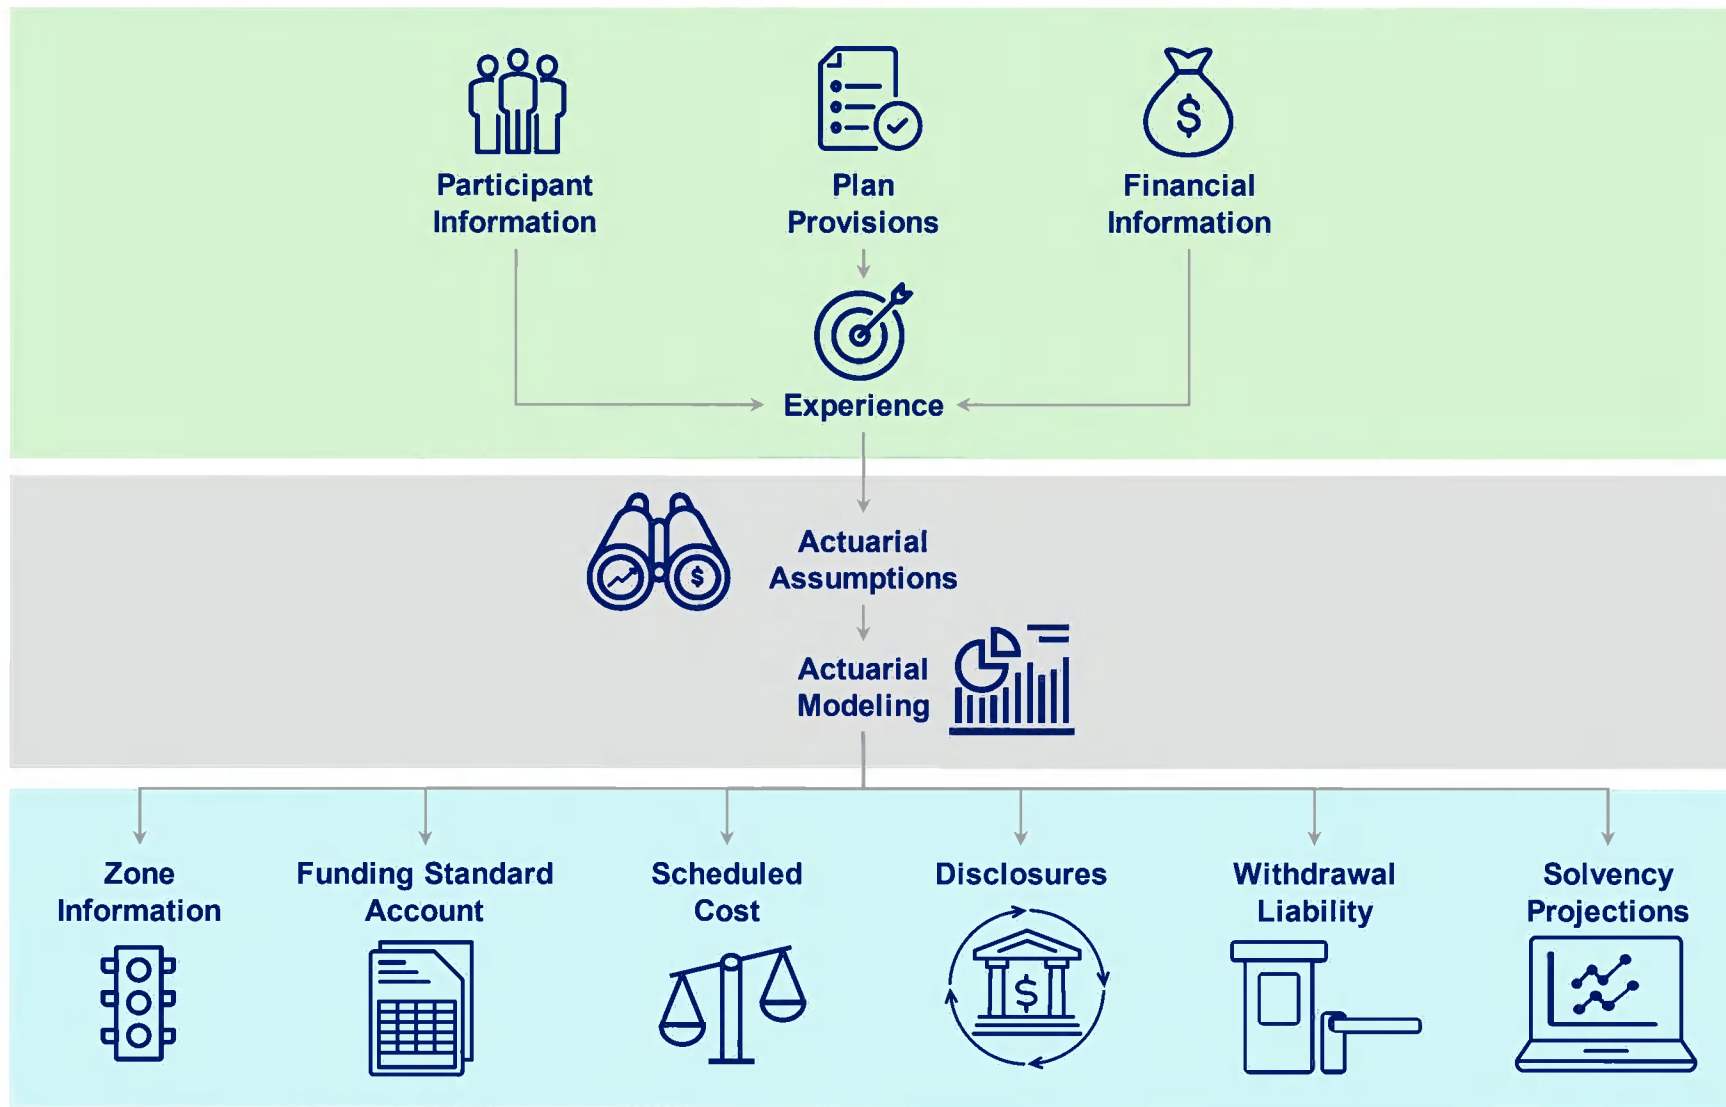 Participant
Information
Plan
Provisions
$
Financial
Information
Experience
$
Actuarial
Assumptions
Actuarial
Modeling
Zone
Information
Funding Standard
Account
Scheduled
Cost
Disclosures
$
Withdrawal
Liability
Solvency
Projections